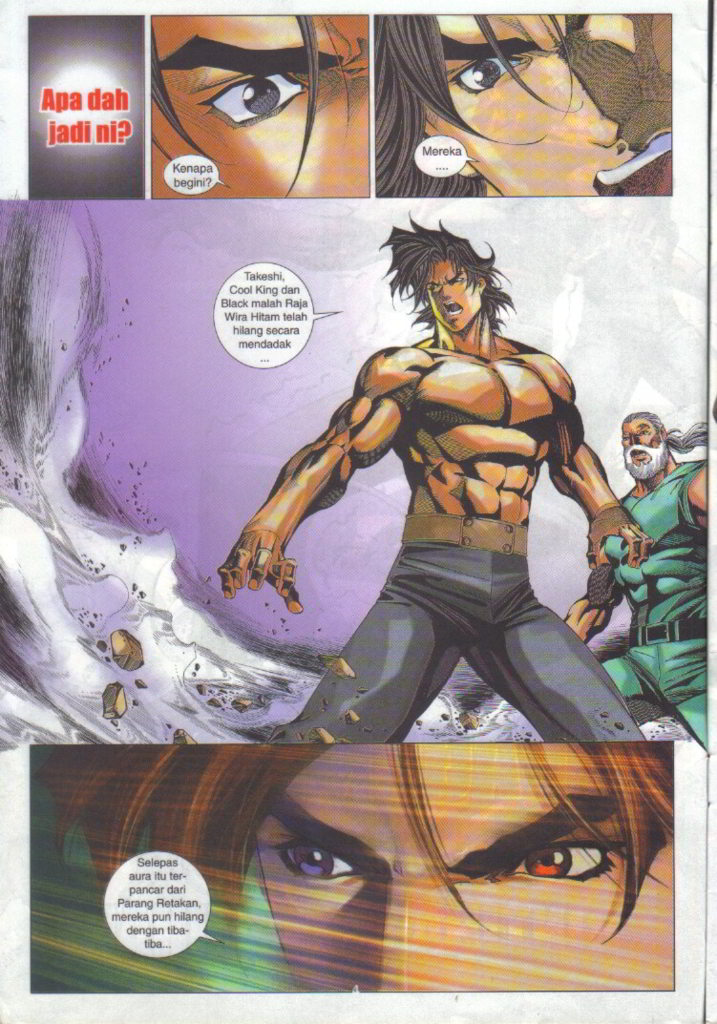 Apa dah
jadi ni?
Kenapa
begini?
Mereka
....
Takeshi,
Cool King dan
Black malah Raja
Wira Hitam telah
hilang secara
mendadak
...
Selepas
aura itu ter-
pancar dari
Parang Retakan,
mereka pun hilang
dengan tiba-
tiba...
4